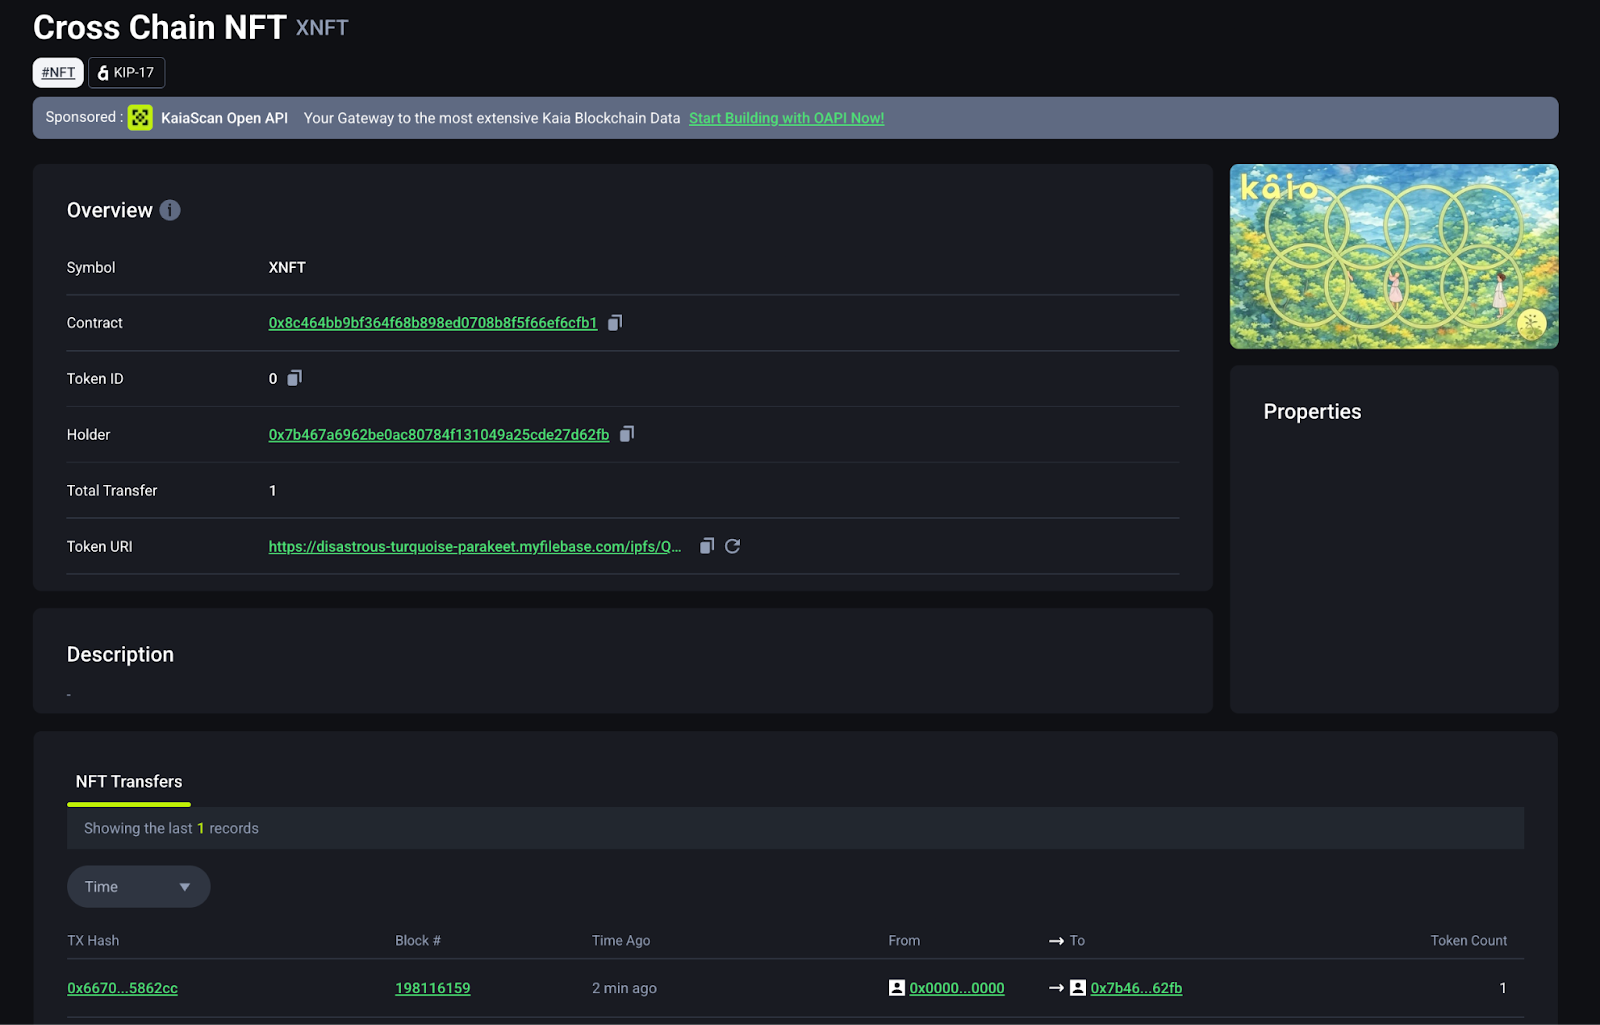 Cross Chain NFT XNFT
#NFT KIP-17
Sponsored : KaiaScan Open API Your Gateway to the most extensive Kaia Blockchain Data Start Building with OAPI Now!
Overview
Symbol XNFT
Contract 0x8c464bb9bf364f68b898ed0708b8f5f66ef6cfb1
Token ID 0
Holder 0x7b467a6962be0ac80784f131049a25cde27d62fb
Total Transfer 1
Token URI https://disastrous-turquoise-parakeet.myfilebase.com/ipfs/Q...
kâio
Properties
Description
-
NFT Transfers
Showing the last 1 records
Time
TX Hash Block # Time Ago From → To Token Count
0x6670...5862cc 198116159 2 min ago 0x0000...0000 → 0x7b46...62fb 1